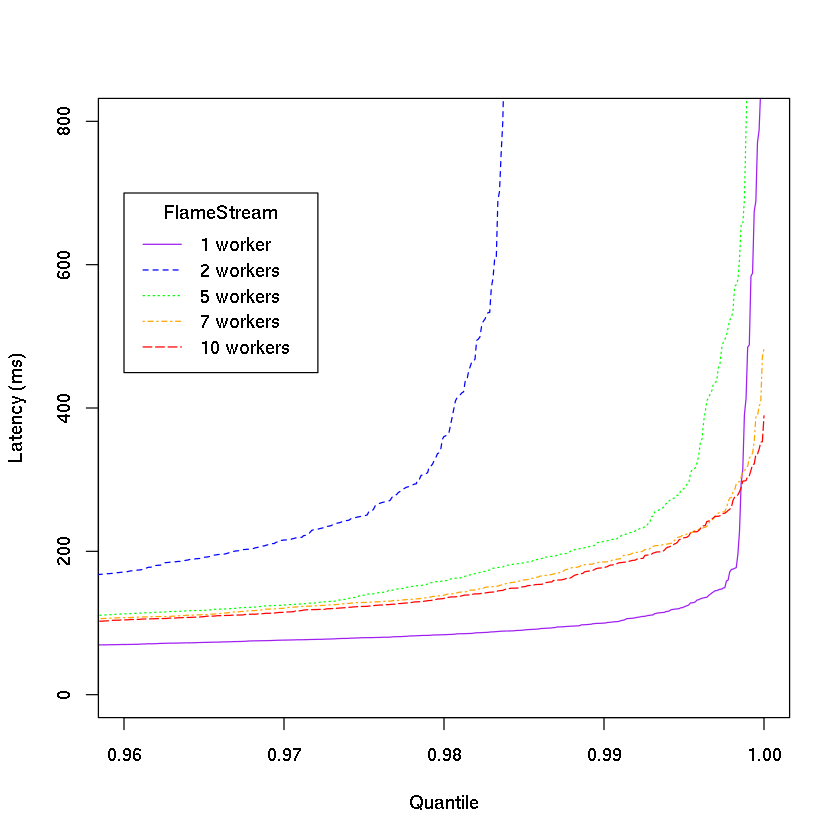 800
600
400
200
0
Latency (ms)
FlameStream
1 worker
2 workers
5 workers
7 workers
10 workers
0.96 0.97 0.98 0.99 1.00
Quantile